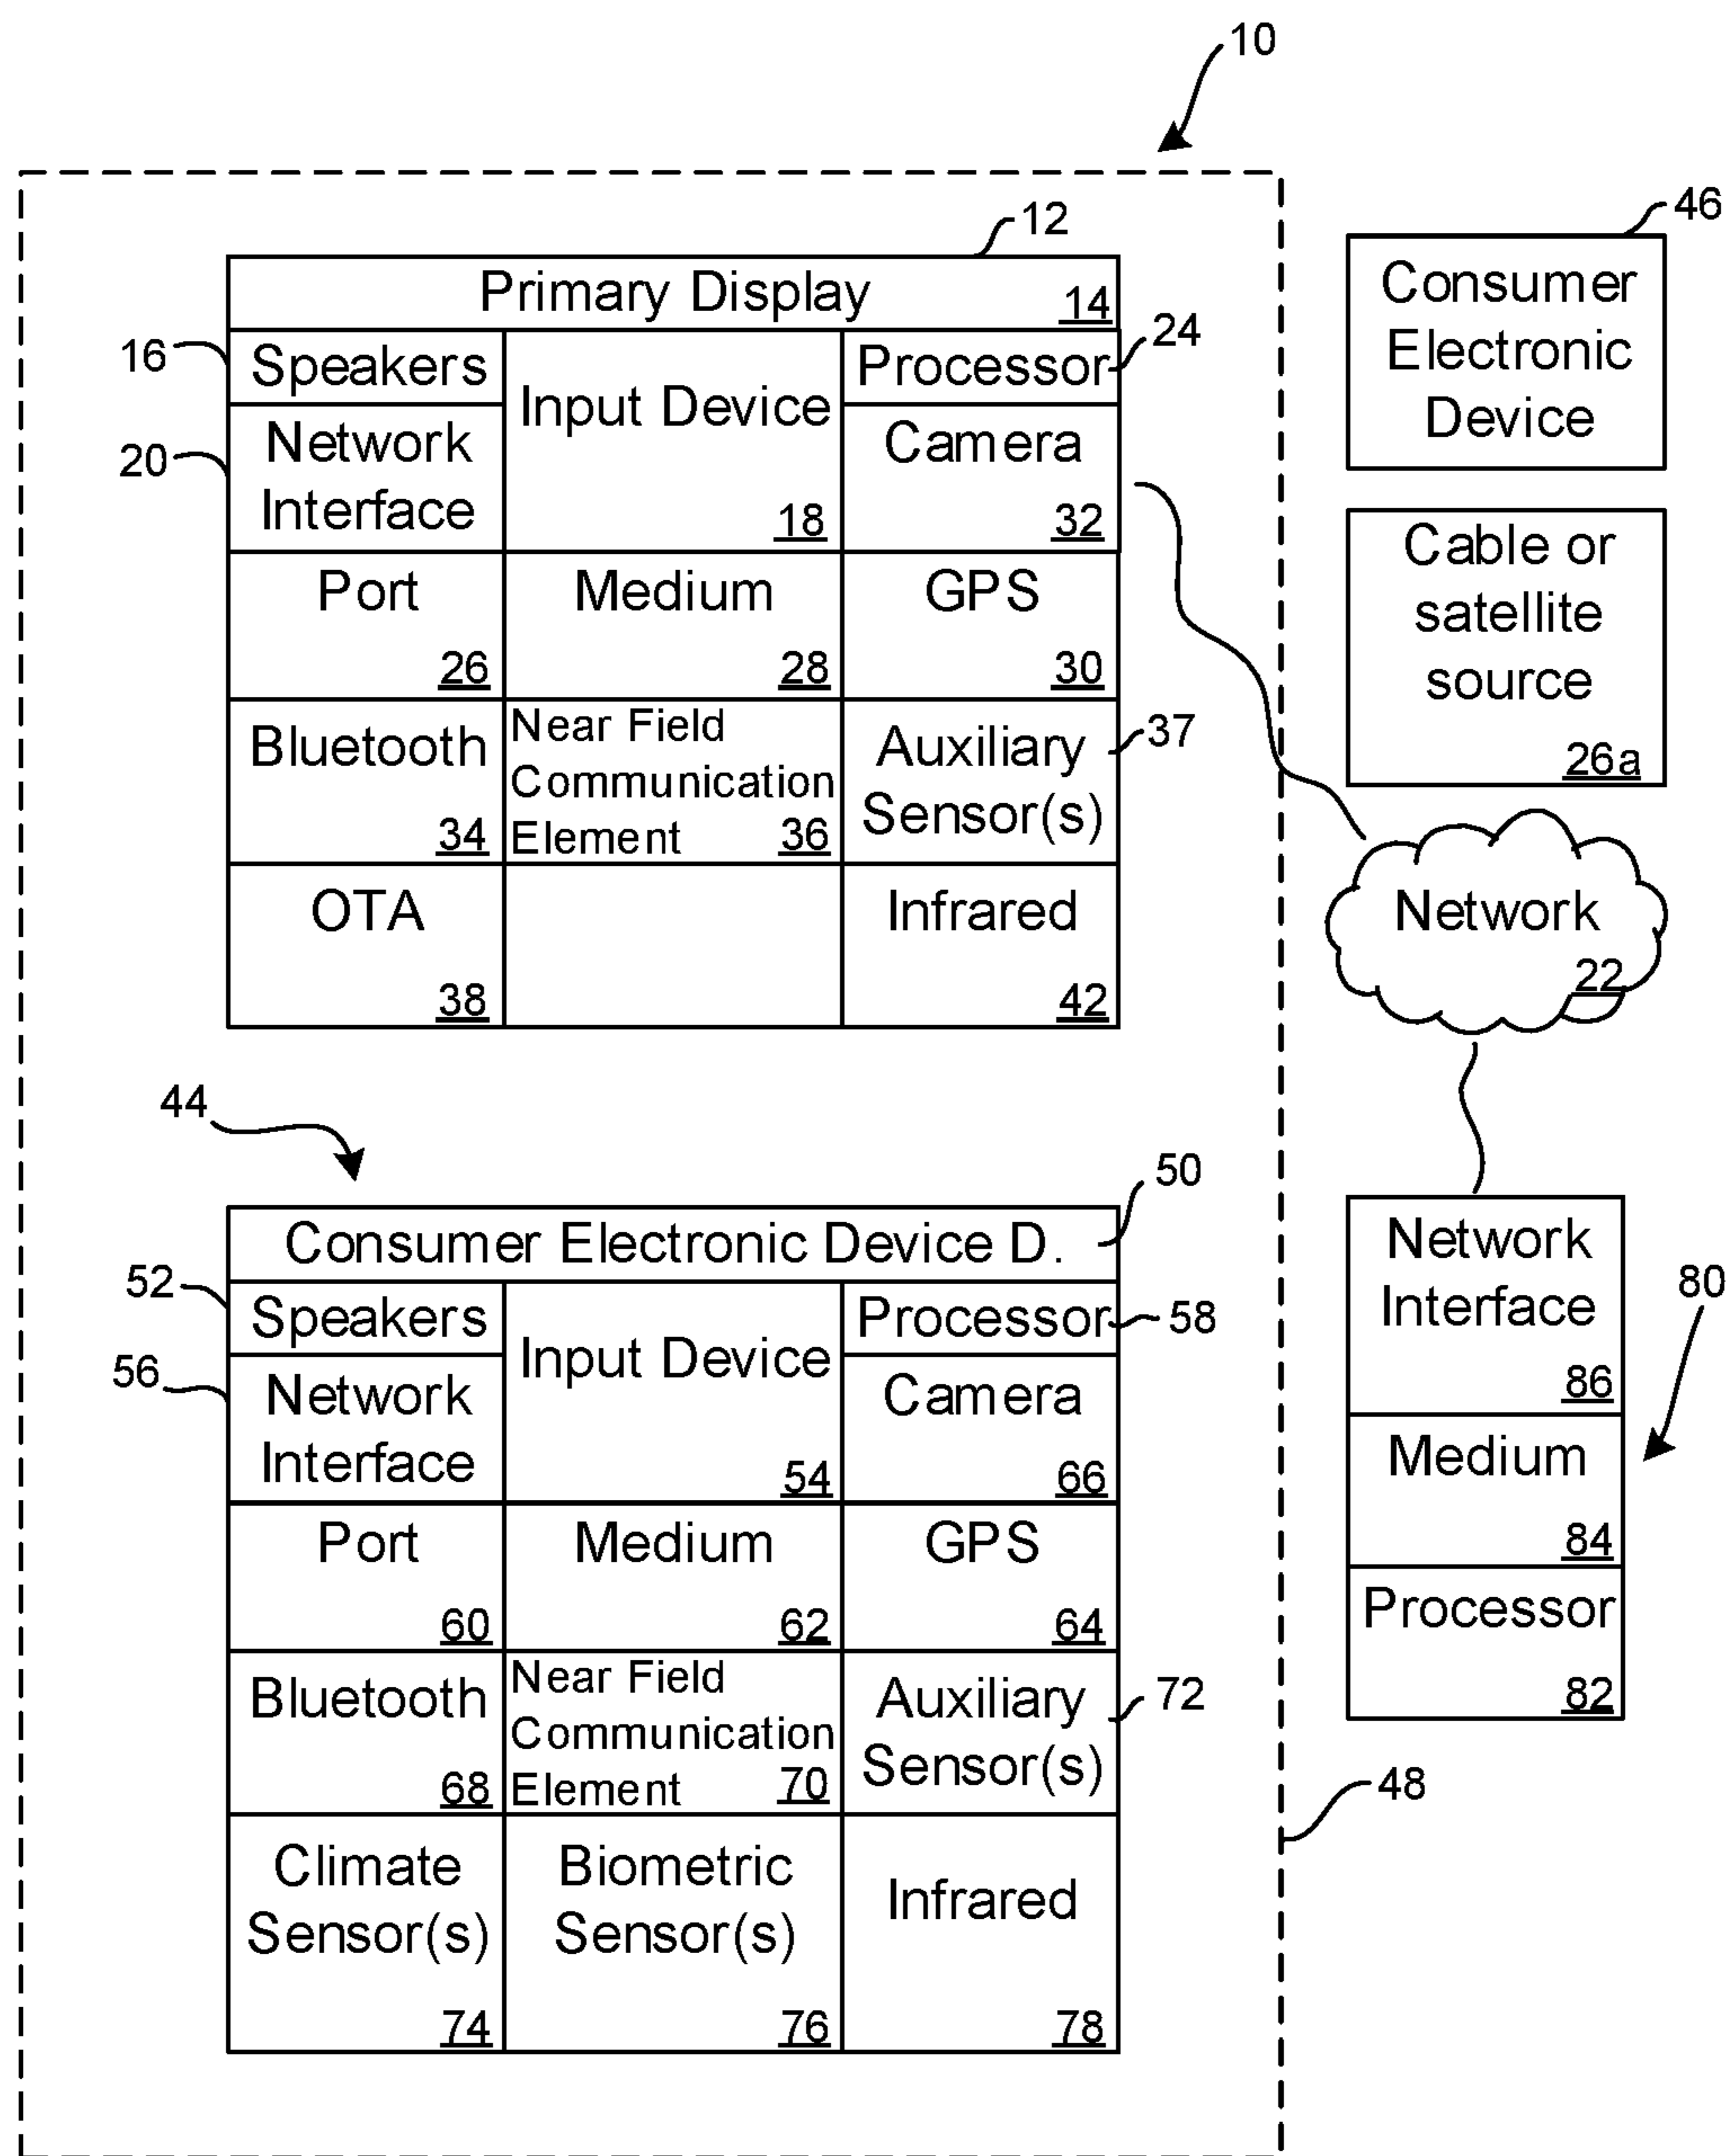 10
12
46
Primary Display
14
Consumer
Electronic
Device
16
Speakers
Input Device
18
Processor
24
20
Network
Interface
Camera
32
Cable or
satellite
source
26a
Port
26
Medium
28
GPS
30
Bluetooth
34
Near Field
Communication
Element
36
Auxiliary
Sensor(s)
37
OTA
38
Infrared
42
Network
22
44
50
Consumer Electronic Device D.
52
Speakers
Input Device
54
Processor
58
56
Network
Interface
Camera
66
Port
60
Medium
62
GPS
64
Bluetooth
68
Near Field
Communication
Element
70
Auxiliary
Sensor(s)
72
Climate
Sensor(s)
74
Biometric
Sensor(s)
76
Infrared
78
Network
Interface
86
80
Medium
84
Processor
82
48